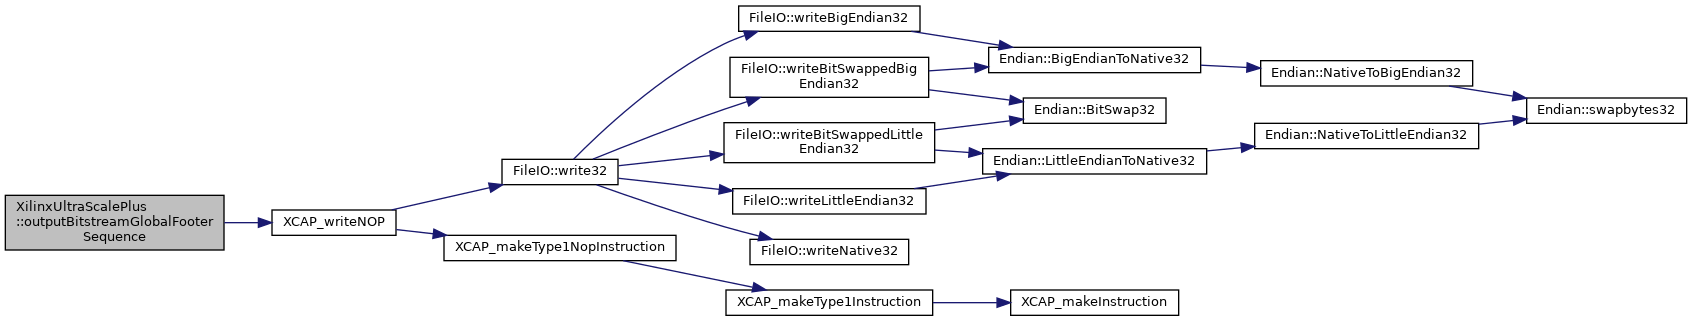 XilinxUltraScalePlus
::outputBitstreamGlobalFooter
Sequence
XCAP_writeNOP
FileIO::write32
XCAP_makeType1NopInstruction
FileIO::writeBigEndian32
FileIO::writeBitSwappedBig
Endian32
FileIO::writeBitSwappedLittle
Endian32
FileIO::writeLittleEndian32
FileIO::writeNative32
XCAP_makeType1Instruction
Endian::BigEndianToNative32
Endian::BitSwap32
Endian::LittleEndianToNative32
XCAP_makeInstruction
Endian::NativeToBigEndian32
Endian::NativeToLittleEndian32
Endian::swapbytes32